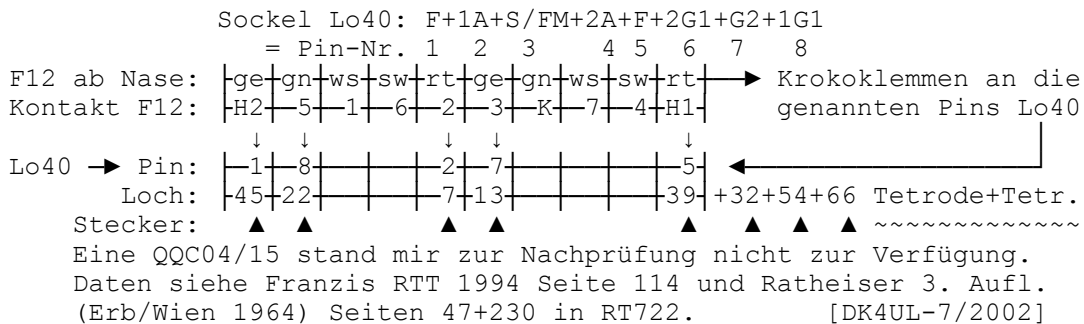 Sockel Lo40: F+1A+S/FM+2A+F+2G1+G2+1G1
= Pin-Nr. 1 2 3 4 5 6 7 8
F12 ab Nase: ├ge┼gn┼ws┼sw┼rt┼ge┼gn┼ws┼sw┼rt┼──► Krokoklemmen an die
Kontakt F12: ├H2┼─5┼─1┼─6┼─2┼─3┼─K┼─7┼─4┼H1┤ genannten Pins Lo40
↓ ↓ ↓ ↓ ↓
Lo40 ─► Pin: ├─1┼─8┼──┼──┼─2┼─7┼──┼──┼──┼─5┤ ◄────
Loch: ├45┼22┼──┼──┼─7┼13┼──┼──┼──┼39┤ +32+54+66 Tetrode+Tetr.
Stecker: ▲ ▲ ▲ ▲ ▲ ▲ ▲ ▲ ~~~~~~~~~~~~~
Eine QQC04/15 stand mir zur Nachprüfung nicht zur Verfügung.
Daten siehe Franzis RTT 1994 Seite 114 und Ratheiser 3. Aufl.
(Erb/Wien 1964) Seiten 47+230 in RT722. [DK4UL-7/2002]